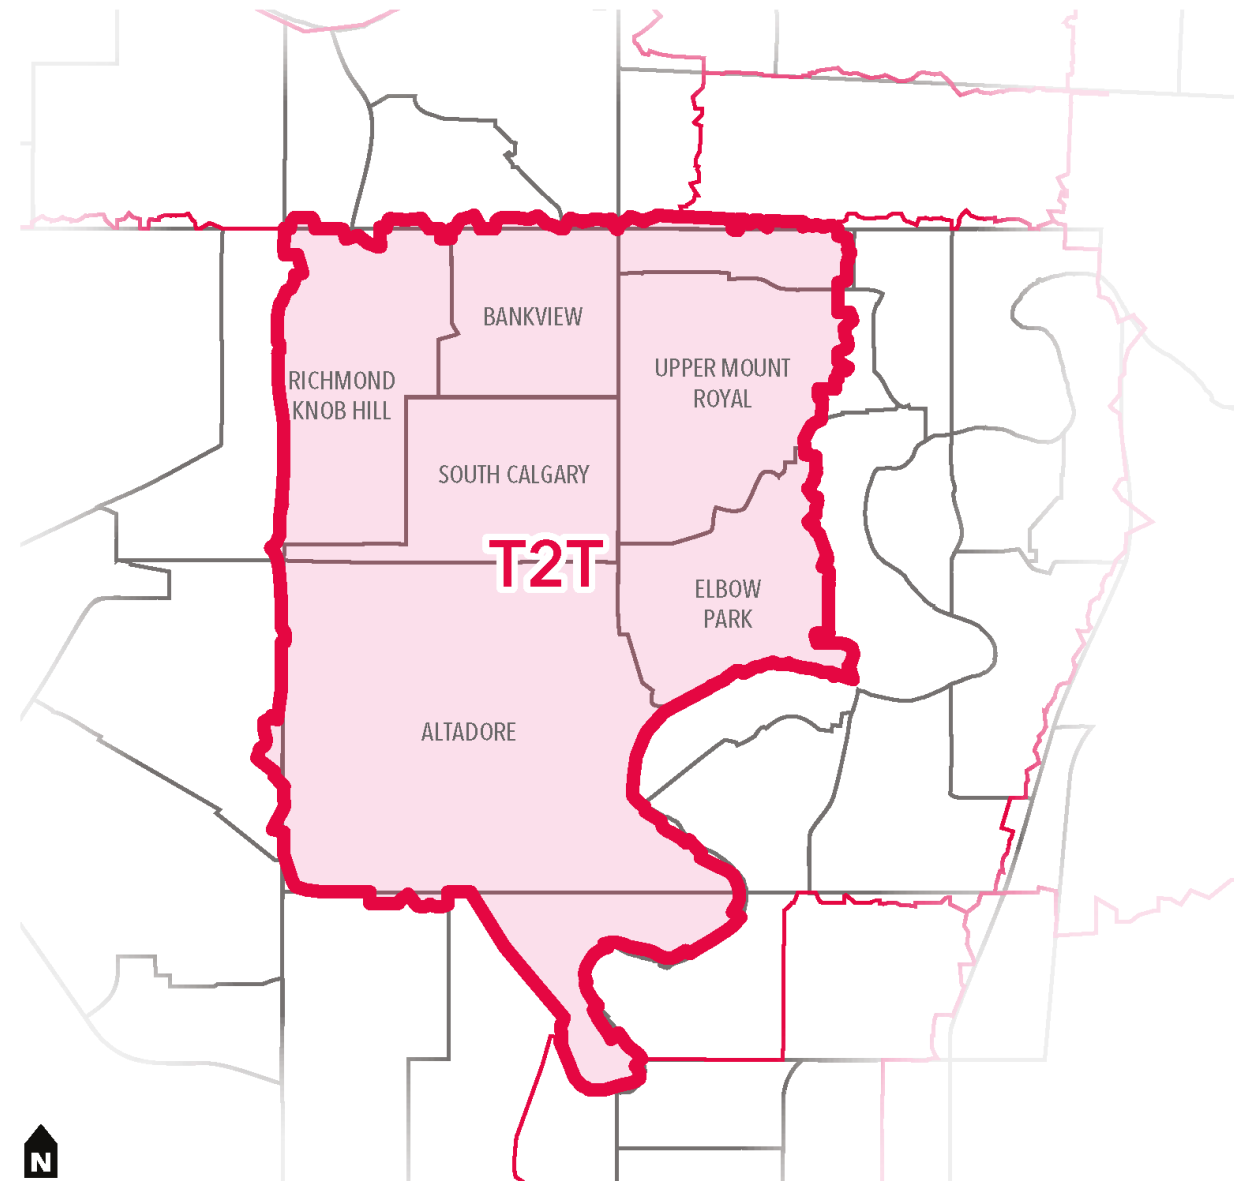 BANKVIEW
UPPER MOUNT
ROYAL
RICHMOND
KNOB HILL
SOUTH CALGARY
T2T
ELBOW
PARK
ALTADORE
N